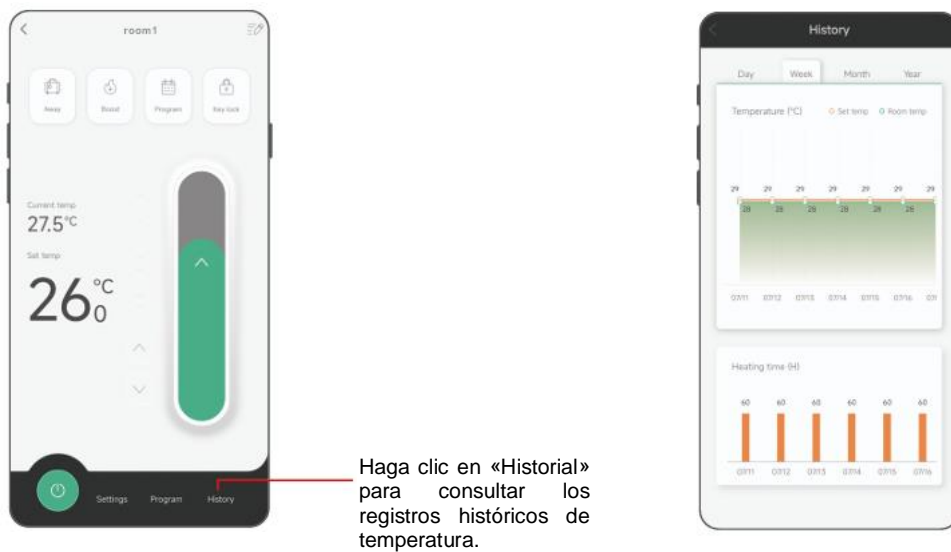 room1
Away Boost Program Key lock
Current temp
27.5°C
Set temp
26.0°C
Settings Program History
Haga clic en «Historial»
para consultar los
registros históricos de
temperatura.
History
Day Week Month Year
Temperature (°C) Set temp Room temp
29 29 29 29 29 29 29
28 28 28 28 28 28
07/11 07/12 07/13 07/14 07/15 07/16 07/
Heating time (H)
60 60 60 60 60 60
07/11 07/12 07/13 07/14 07/15 07/16